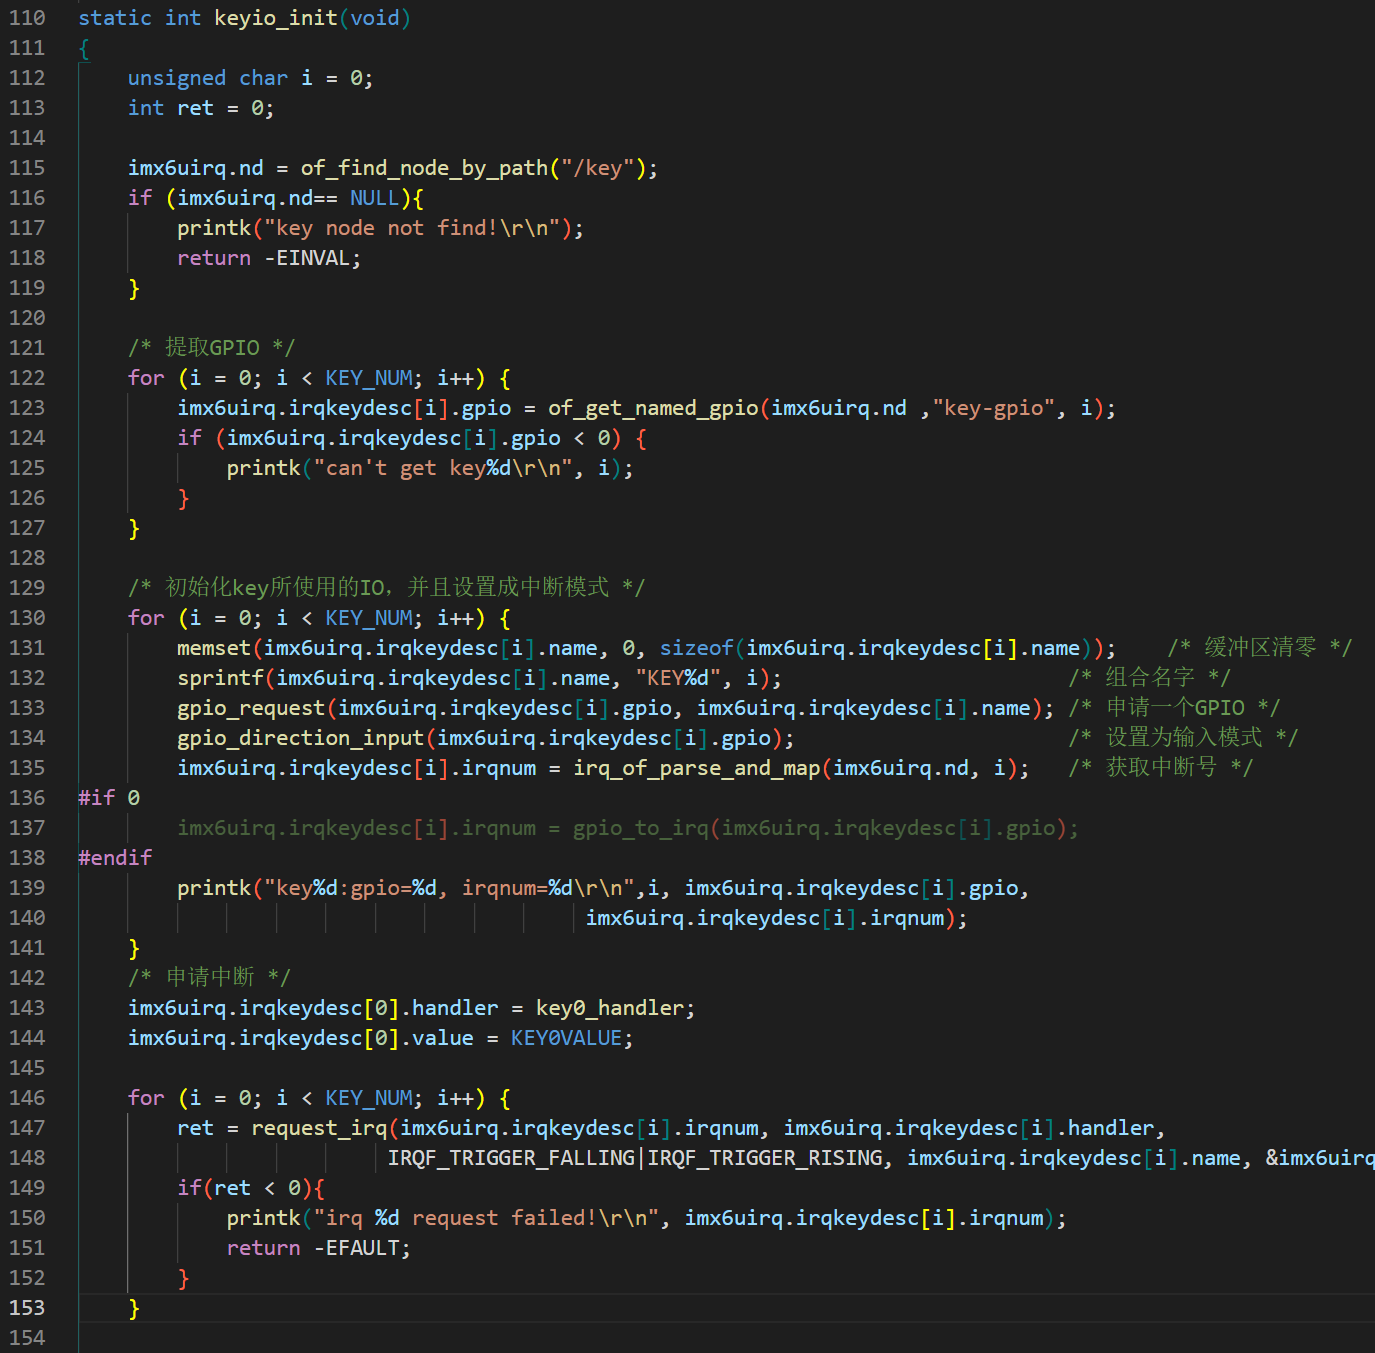 110 static int keyio_init(void)
111 {
112     unsigned char i = 0;
113     int ret = 0;
114
115     imx6uirq.nd = of_find_node_by_path("/key");
116     if (imx6uirq.nd== NULL){
117         printk("key node not find!\r\n");
118         return -EINVAL;
119     }
120
121     /* 提取GPIO */
122     for (i = 0; i < KEY_NUM; i++) {
123         imx6uirq.irqkeydesc[i].gpio = of_get_named_gpio(imx6uirq.nd ,"key-gpio", i);
124         if (imx6uirq.irqkeydesc[i].gpio < 0) {
125             printk("can't get key%d\r\n", i);
126         }
127     }
128
129     /* 初始化key所使用的IO，并且设置成中断模式 */
130     for (i = 0; i < KEY_NUM; i++) {
131         memset(imx6uirq.irqkeydesc[i].name, 0, sizeof(imx6uirq.irqkeydesc[i].name));    /* 缓冲区清零 */
132         sprintf(imx6uirq.irqkeydesc[i].name, "KEY%d", i);                       /* 组合名字 */
133         gpio_request(imx6uirq.irqkeydesc[i].gpio, imx6uirq.irqkeydesc[i].name); /* 申请一个GPIO */
134         gpio_direction_input(imx6uirq.irqkeydesc[i].gpio);                      /* 设置为输入模式 */
135         imx6uirq.irqkeydesc[i].irqnum = irq_of_parse_and_map(imx6uirq.nd, i);   /* 获取中断号 */
136 #if 0
137         imx6uirq.irqkeydesc[i].irqnum = gpio_to_irq(imx6uirq.irqkeydesc[i].gpio);
138 #endif
139         printk("key%d:gpio=%d, irqnum=%d\r\n",i, imx6uirq.irqkeydesc[i].gpio,
140                                          imx6uirq.irqkeydesc[i].irqnum);
141     }
142     /* 申请中断 */
143     imx6uirq.irqkeydesc[0].handler = key0_handler;
144     imx6uirq.irqkeydesc[0].value = KEY0VALUE;
145
146     for (i = 0; i < KEY_NUM; i++) {
147         ret = request_irq(imx6uirq.irqkeydesc[i].irqnum, imx6uirq.irqkeydesc[i].handler,
148                          IRQF_TRIGGER_FALLING|IRQF_TRIGGER_RISING, imx6uirq.irqkeydesc[i].name, &imx6uirq
149         if(ret < 0){
150             printk("irq %d request failed!\r\n", imx6uirq.irqkeydesc[i].irqnum);
151             return -EFAULT;
152         }
153     }
154